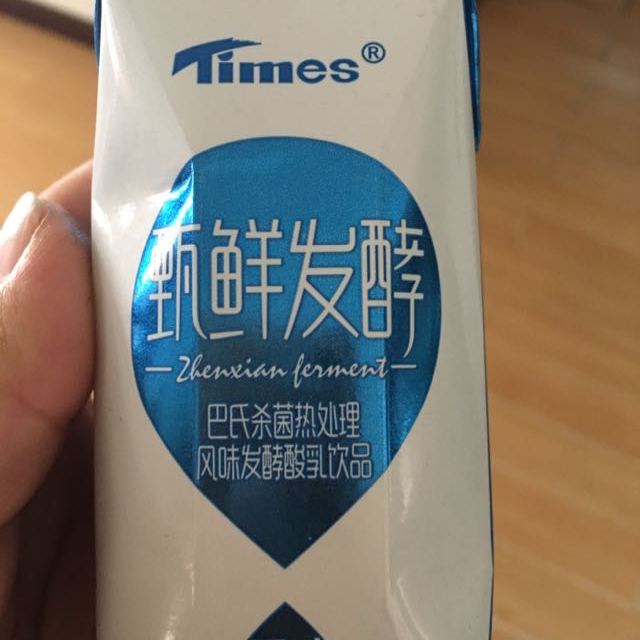 Times®
甄鲜发酵
Zhenxian ferment
巴氏杀菌热处理
风味发酵酸乳饮品